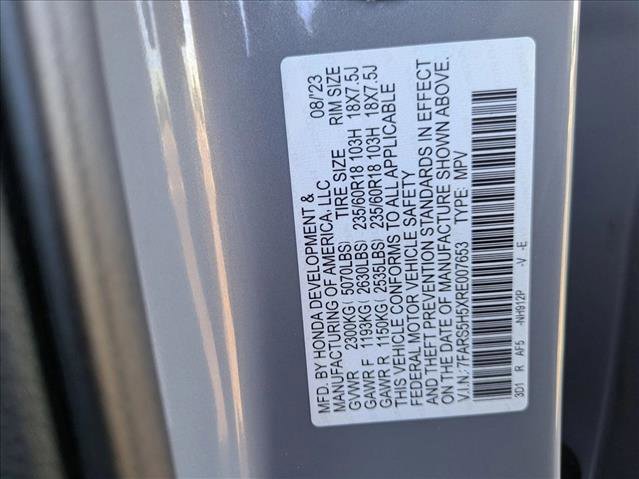 MFD. BY HONDA DEVELOPMENT & 08/'23
MANUFACTURING OF AMERICA, LLC
GVWR 2300KG( 5070LBS) TIRE SIZE RIM SIZE
GAWR F 1193KG( 2630LBS) 235/60R18 103H 18X7.5J
GAWR R 1150KG( 2535LBS) 235/60R18 103H 18X7.5J
THIS VEHICLE CONFORMS TO ALL APPLICABLE
FEDERAL MOTOR VEHICLE SAFETY
AND THEFT PREVENTION STANDARDS IN EFFECT
ON THE DATE OF MANUFACTURE SHOWN ABOVE.
V.I.N.: 7FARS5H5XRE007653 TYPE: MPV
3D1 R AF5 -NH912P -V -E